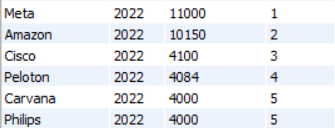 Meta 2022 11000 1
Amazon 2022 10150 2
Cisco 2022 4100 3
Peloton 2022 4084 4
Carvana 2022 4000 5
Philips 2022 4000 5